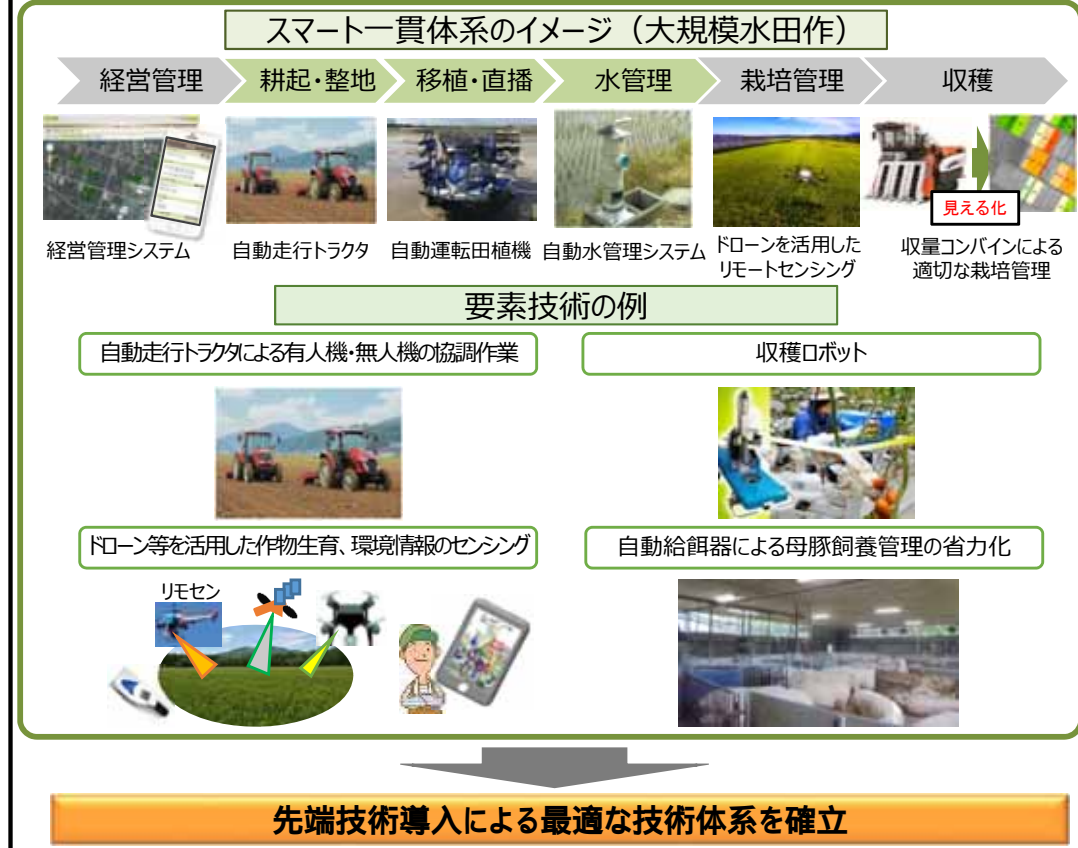 スマート一貫体系のイメージ（大規模水田作）
経営管理
耕起・整地
移植・直播
水管理
栽培管理
収穫
見える化
経営管理システム
自動走行トラクタ
自動運転田植機
自動水管理システム
ドローンを活用した
リモートセンシング
収量コンバインによる
適切な栽培管理
要素技術の例
自動走行トラクタによる有人機・無人機の協調作業
収穫ロボット
ドローン等を活用した作物生育、環境情報のセンシング
自動給餌器による母豚飼養管理の省力化
リモセン
先端技術導入による最適な技術体系を確立